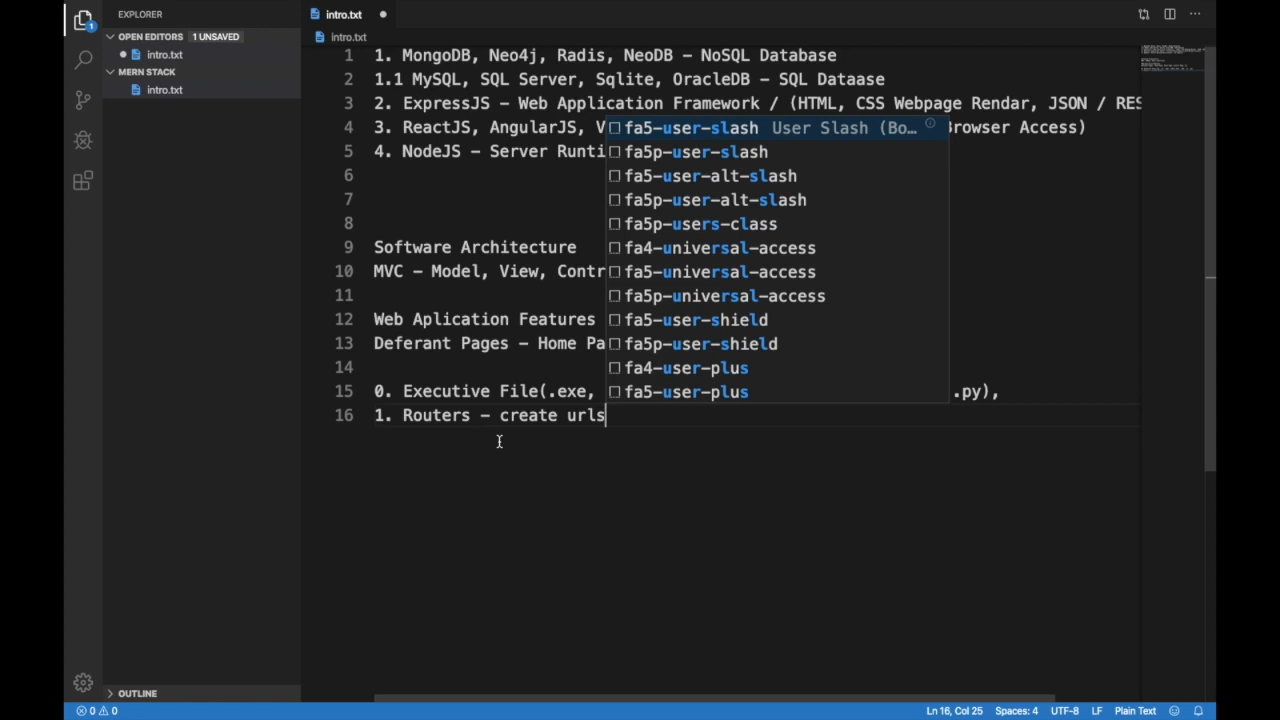 EXPLORER
OPEN EDITORS 1 UNSAVED
intro.txt
MERN STACK
intro.txt
OUTLINE
1
intro.txt
intro.txt
1 1. MongoDB, Neo4j, Radis, NeoDB – NoSQL Database
2 1.1 MySQL, SQL Server, Sqlite, OracleDB – SQL Dataase
3 2. ExpressJS – Web Application Framework / (HTML, CSS Webpage Rendar, JSON / RES
4 3. ReactJS, AngularJS, V Browser Access)
5 4. NodeJS – Server Runti
6
7
8
9 Software Architecture
10 MVC – Model, View, Contr
11
12 Web Aplication Features
13 Deferant Pages – Home Pa
14
15 0. Executive File(.exe, .py),
16 1. Routers – create urls
fa5-user-slash User Slash (Bo…
fa5p-user-slash
fa5-user-alt-slash
fa5p-user-alt-slash
fa5p-users-class
fa4-universal-access
fa5-universal-access
fa5p-universal-access
fa5-user-shield
fa5p-user-shield
fa4-user-plus
fa5-user-plus
0 0 Ln 16, Col 25 Spaces: 4 UTF-8 LF Plain Text